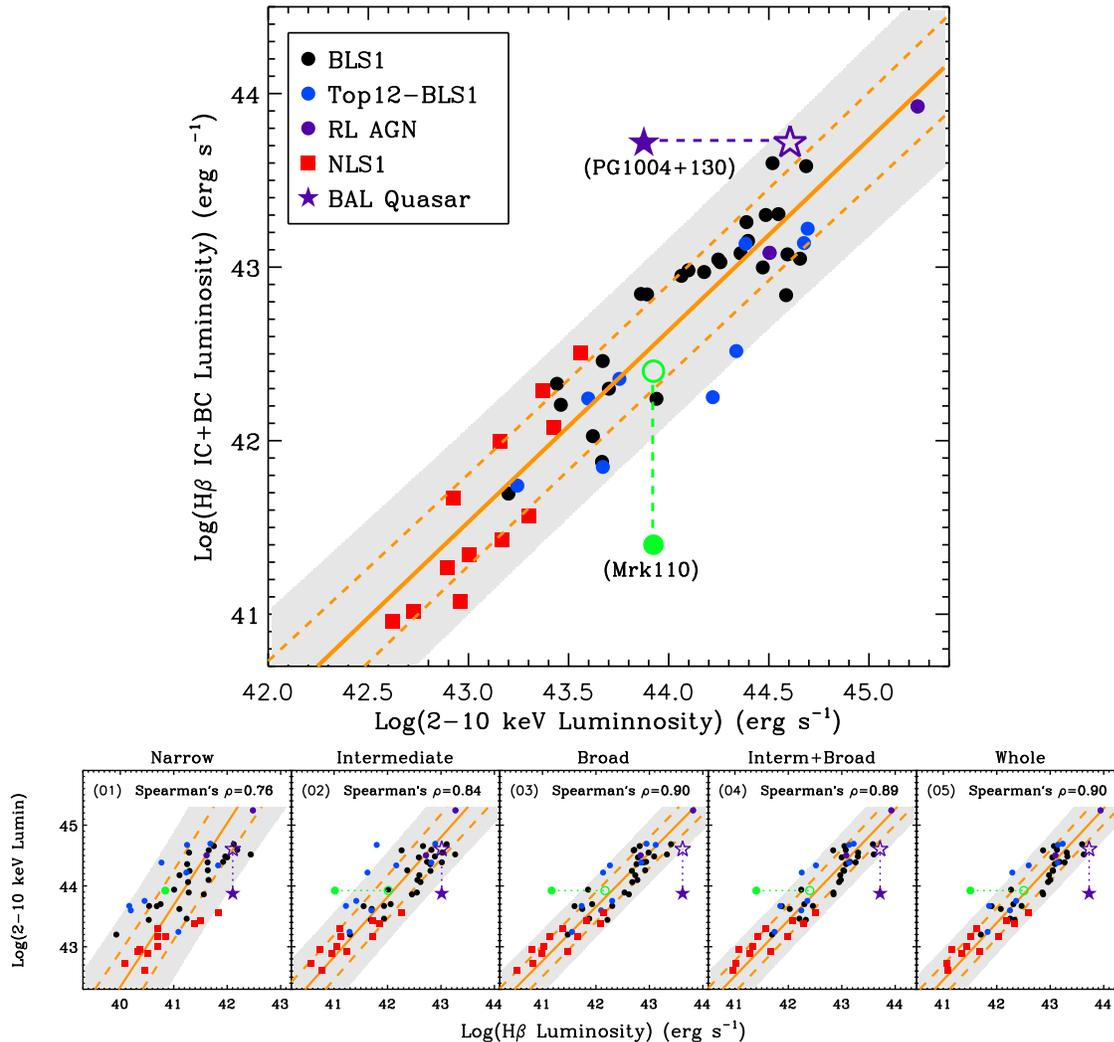 Log(Hβ IC+BC Luminosity) (erg s⁻¹)
44
43
42
41
BLS1
Top12−BLS1
RL AGN
NLS1
BAL Quasar
(PG1004+130)
(Mrk110)
42.0 42.5 43.0 43.5 44.0 44.5 45.0
Log(2−10 keV Luminnosity) (erg s⁻¹)
Narrow Intermediate Broad Interm+Broad Whole
(01) Spearman's ρ=0.76 (02) Spearman's ρ=0.84 (03) Spearman's ρ=0.90 (04) Spearman's ρ=0.89 (05) Spearman's ρ=0.90
Log(2−10 keV Lumin)
45
44
43
40 41 42 43 41 42 43 44 41 42 43 44 41 42 43 44 41 42 43 44
Log(Hβ Luminosity) (erg s⁻¹)